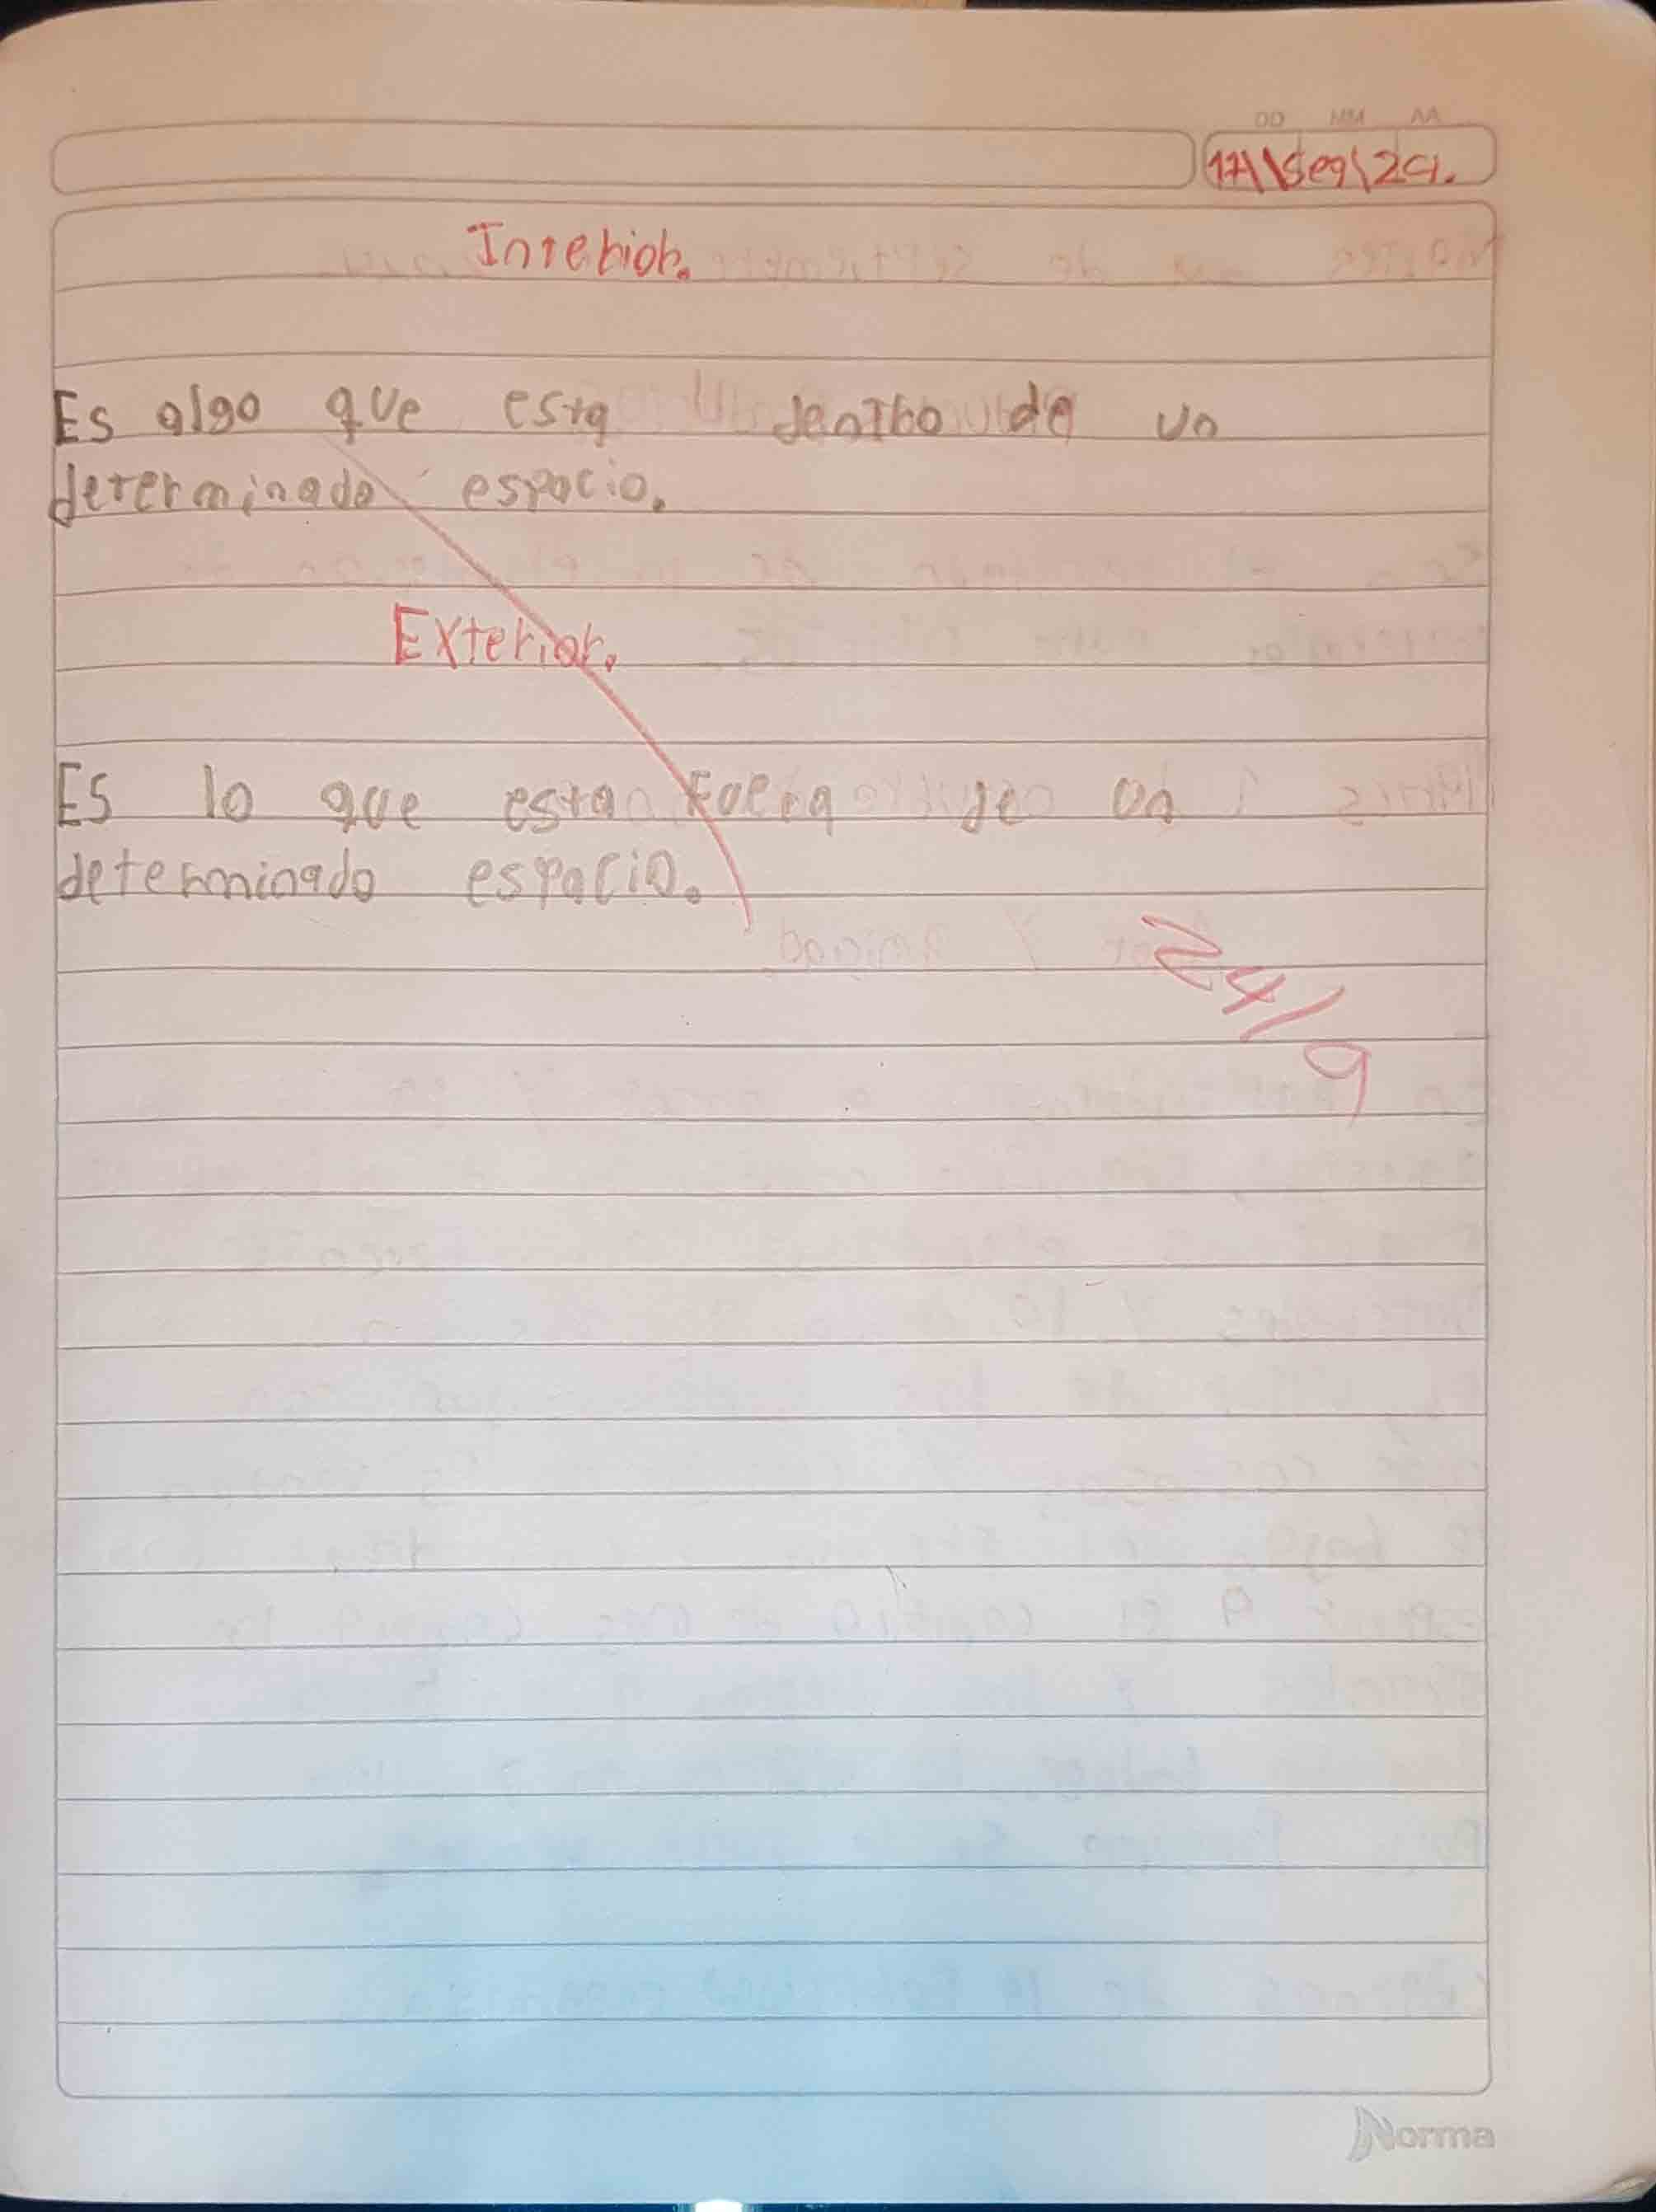 DD MM AA
17\Seq\24.
Interior.
Es algo que esta dentro de un
determinado espacio.
Exterior.
Es lo que esta Fuera de un
determinado espacio.
24/9
Norma